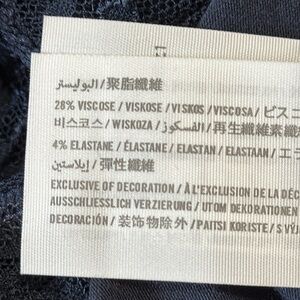 البوليستر / 聚脂纖維
28% VISCOSE / VISKOSE / VISKOS / VISCOSA / ビスコ
비스코스 / WISKOZA / الفسكوز / 再生纖維素纖
4% ELASTANE / ÉLASTANE / ELASTAN / ELASTAAN / エラ
إيلاستين / 彈性纖維
EXCLUSIVE OF DECORATION / À L'EXCLUSION DE LA DÉC
AUSSCHLIESSLICH VERZIERUNG / UTOM DEKORATIONEN
DECORACIÓN / 装饰物除外 / PAITSI KORISTE / S VÝJ